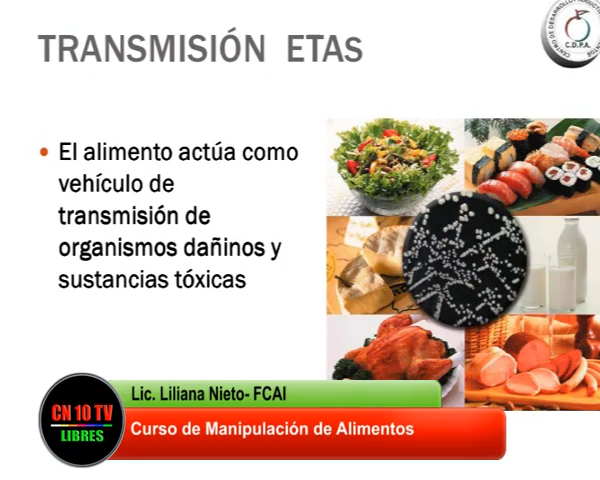 TRANSMISIÓN ETAS
C.D.P.A.
• El alimento actúa como
vehículo de
transmisión de
organismos dañinos y
sustancias tóxicas
Lic. Liliana Nieto- FCAI
CN 10 TV
LIBRES
Curso de Manipulación de Alimentos